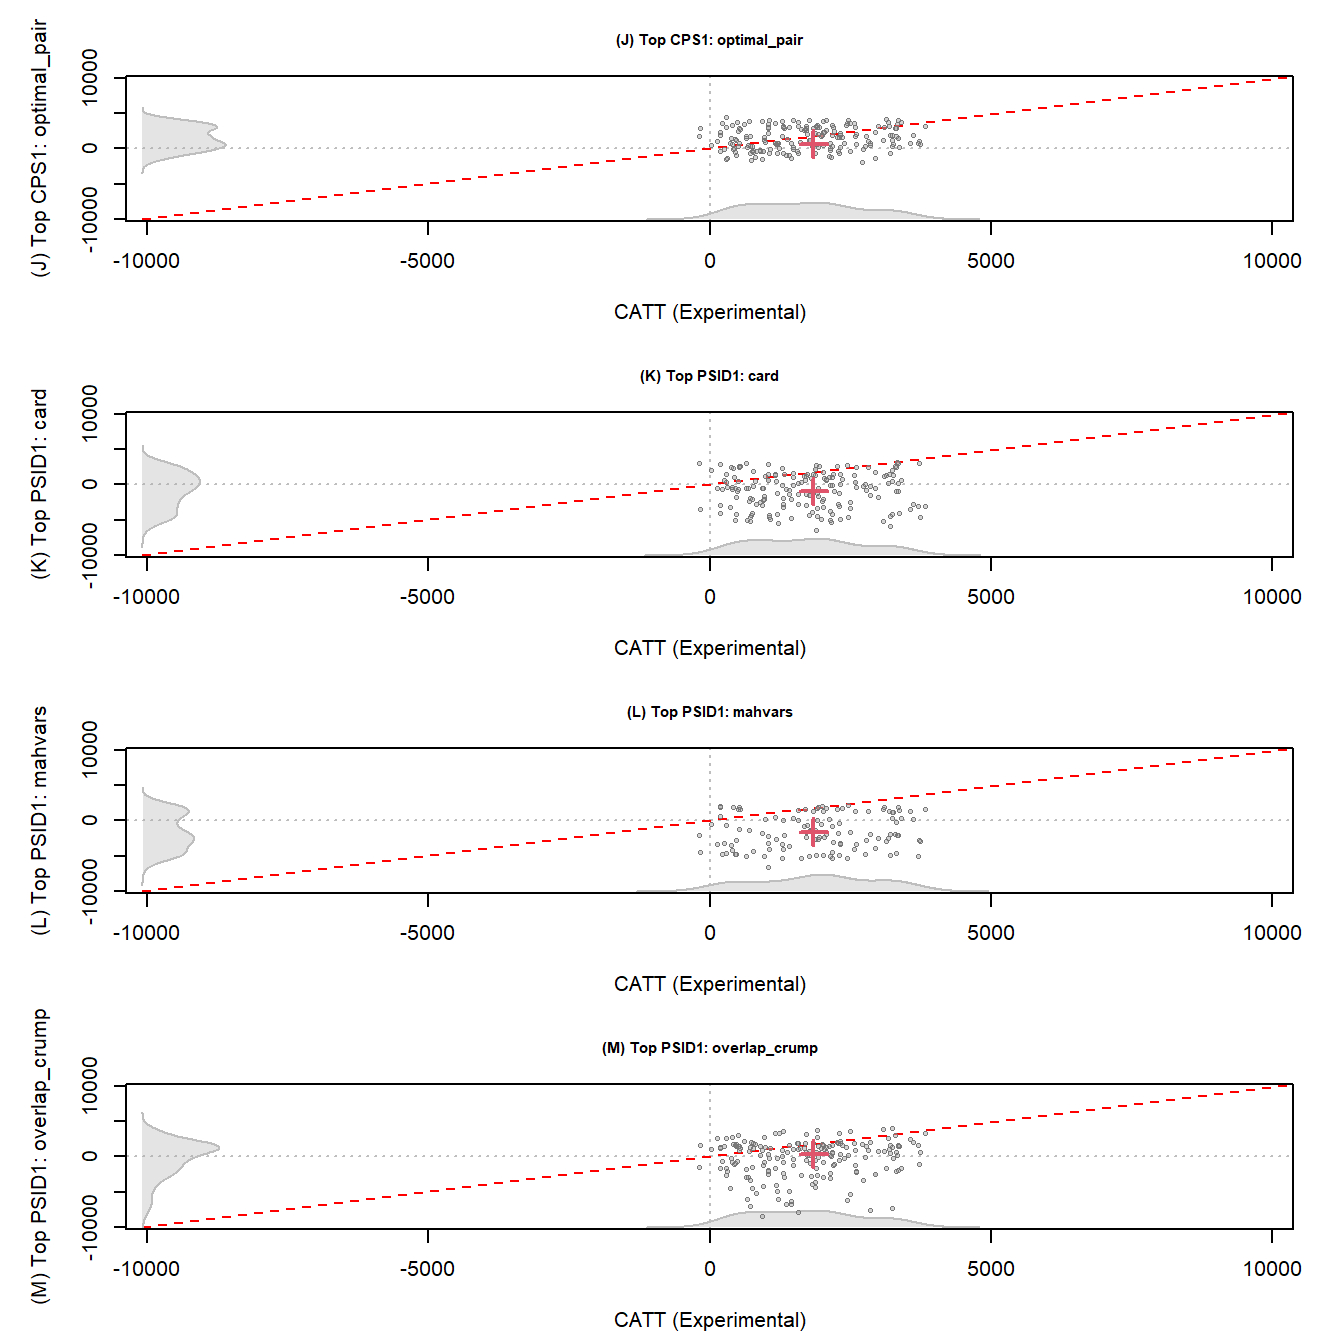 (J) Top CPS1: optimal_pair
(J) Top CPS1: optimal_pair
10000
0
-10000
-10000 -5000 0 5000 10000
CATT (Experimental)
(K) Top PSID1: card
(K) Top PSID1: card
10000
0
-10000
-10000 -5000 0 5000 10000
CATT (Experimental)
(L) Top PSID1: mahvars
(L) Top PSID1: mahvars
10000
0
-10000
-10000 -5000 0 5000 10000
CATT (Experimental)
(M) Top PSID1: overlap_crump
(M) Top PSID1: overlap_crump
10000
0
-10000
-10000 -5000 0 5000 10000
CATT (Experimental)